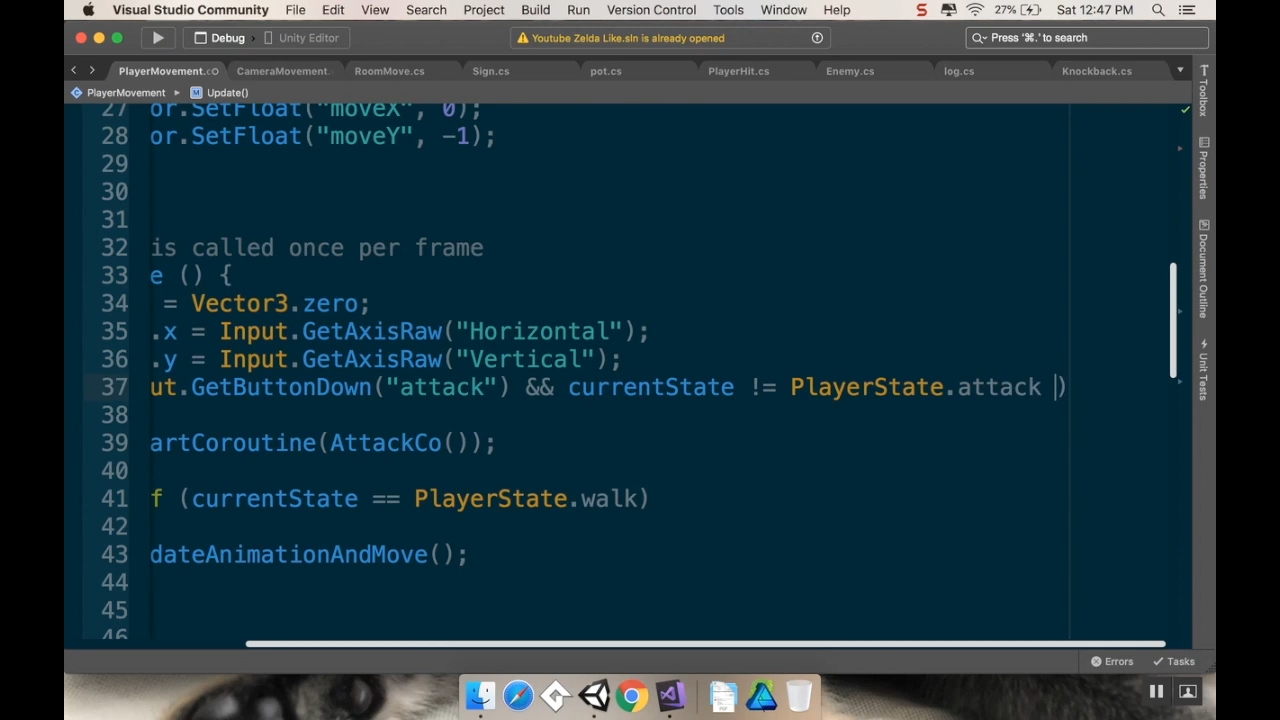 Visual Studio Community File Edit View Search Project Build Run Version Control Tools Window Help S 27% Sat 12:47 PM
Debug Unity Editor Youtube Zelda Like.sln is already opened Press '⌘.' to search
PlayerMovement.c CameraMovement. RoomMove.cs Sign.cs pot.cs PlayerHit.cs Enemy.cs log.cs Knockback.cs
PlayerMovement Update()
27 or.SetFloat("moveX", 0);
28 or.SetFloat("moveY", -1);
29
30
31
32 is called once per frame
33 e () {
34 = Vector3.zero;
35 .x = Input.GetAxisRaw("Horizontal");
36 .y = Input.GetAxisRaw("Vertical");
37 ut.GetButtonDown("attack") && currentState != PlayerState.attack )
38
39 artCoroutine(AttackCo());
40
41 f (currentState == PlayerState.walk)
42
43 dateAnimationAndMove();
44
45
46
Toolbox
Properties
Document Outline
Unit Tests
Errors Tasks